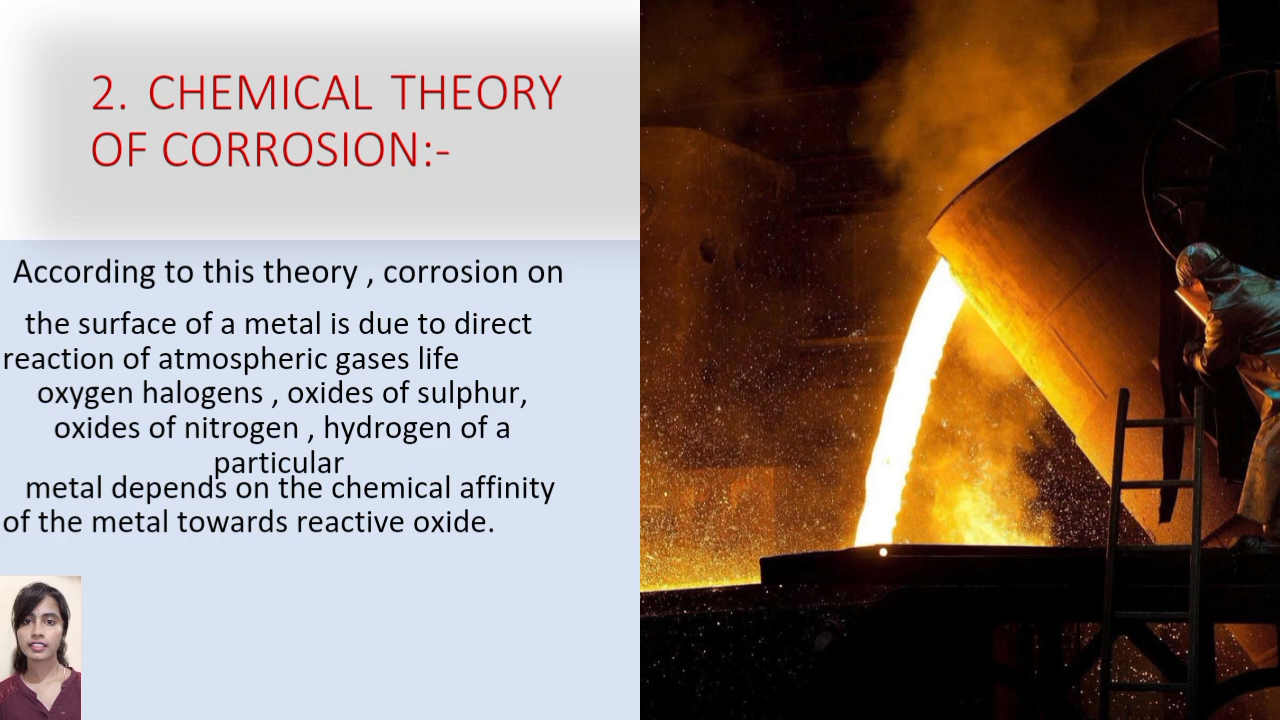 2. CHEMICAL THEORY
OF CORROSION:-
According to this theory , corrosion on
the surface of a metal is due to direct
reaction of atmospheric gases life
oxygen halogens , oxides of sulphur,
oxides of nitrogen , hydrogen of a
particular
metal depends on the chemical affinity
of the metal towards reactive oxide.